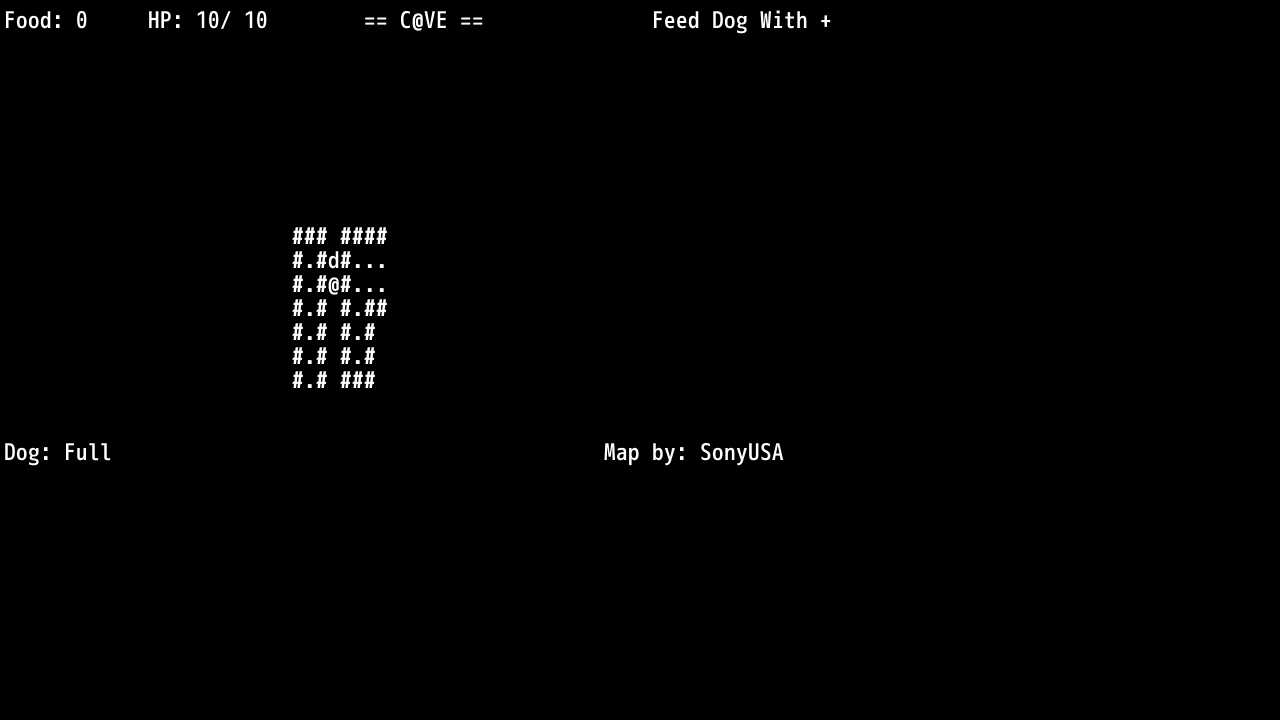 Food: 0     HP: 10/ 10        == C@VE ==              Feed Dog With +
### ####
#.#d#...
#.#@#...
#.# #.##
#.# #.#
#.# #.#
#.# ###
Dog: Full                                         Map by: SonyUSA